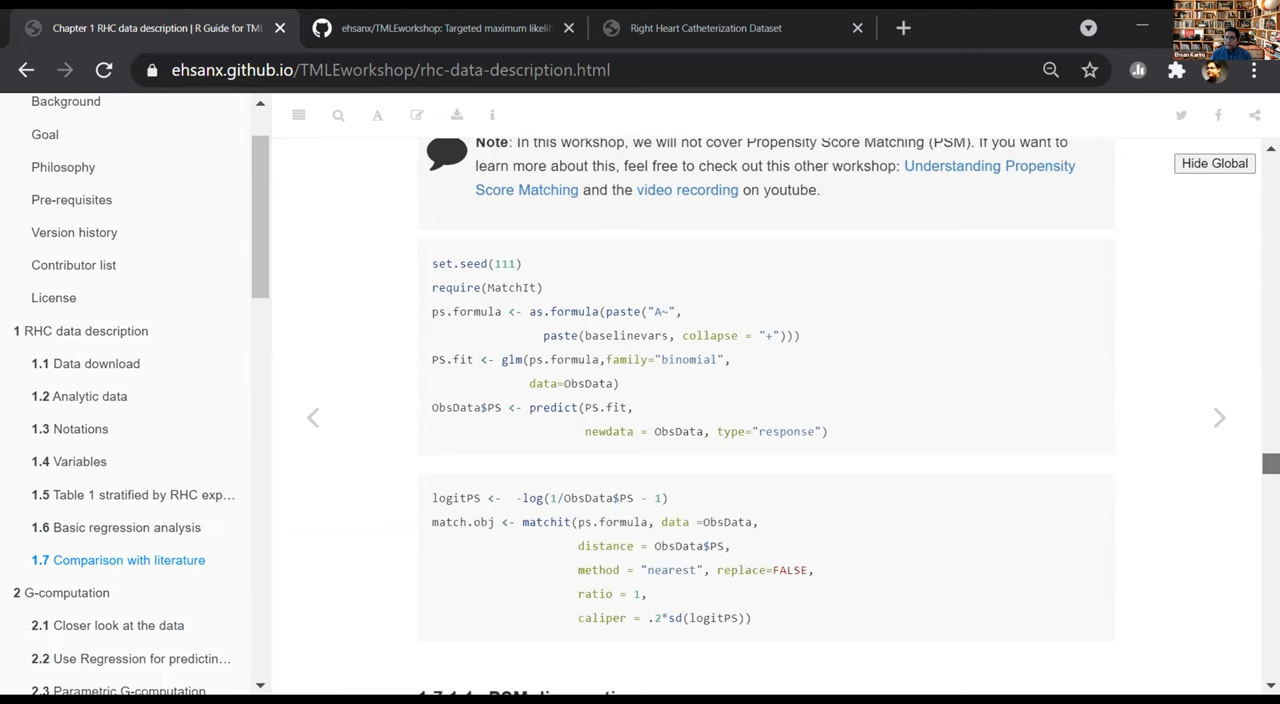 Chapter 1 RHC data description | R Guide for TML
ehsanx/TMLEworkshop: Targeted maximum likeli
Right Heart Catheterization Dataset
ehsanx.github.io/TMLEworkshop/rhc-data-description.html
Ehsan Karim
Background
Goal
Philosophy
Pre-requisites
Version history
Contributor list
License
1 RHC data description
1.1 Data download
1.2 Analytic data
1.3 Notations
1.4 Variables
1.5 Table 1 stratified by RHC exp…
1.6 Basic regression analysis
1.7 Comparison with literature
2 G-computation
2.1 Closer look at the data
2.2 Use Regression for predictin…
2.3 Parametric G-computation
Hide Global
Note: In this workshop, we will not cover Propensity Score Matching (PSM). If you want to
learn more about this, feel free to check out this other workshop: Understanding Propensity
Score Matching and the video recording on youtube.
set.seed(111)
require(MatchIt)
ps.formula <- as.formula(paste("A~",
paste(baselinevars, collapse = "+")))
PS.fit <- glm(ps.formula,family="binomial",
data=ObsData)
ObsData$PS <- predict(PS.fit,
newdata = ObsData, type="response")
logitPS <- -log(1/ObsData$PS - 1)
match.obj <- matchit(ps.formula, data =ObsData,
distance = ObsData$PS,
method = "nearest", replace=FALSE,
ratio = 1,
caliper = .2*sd(logitPS))